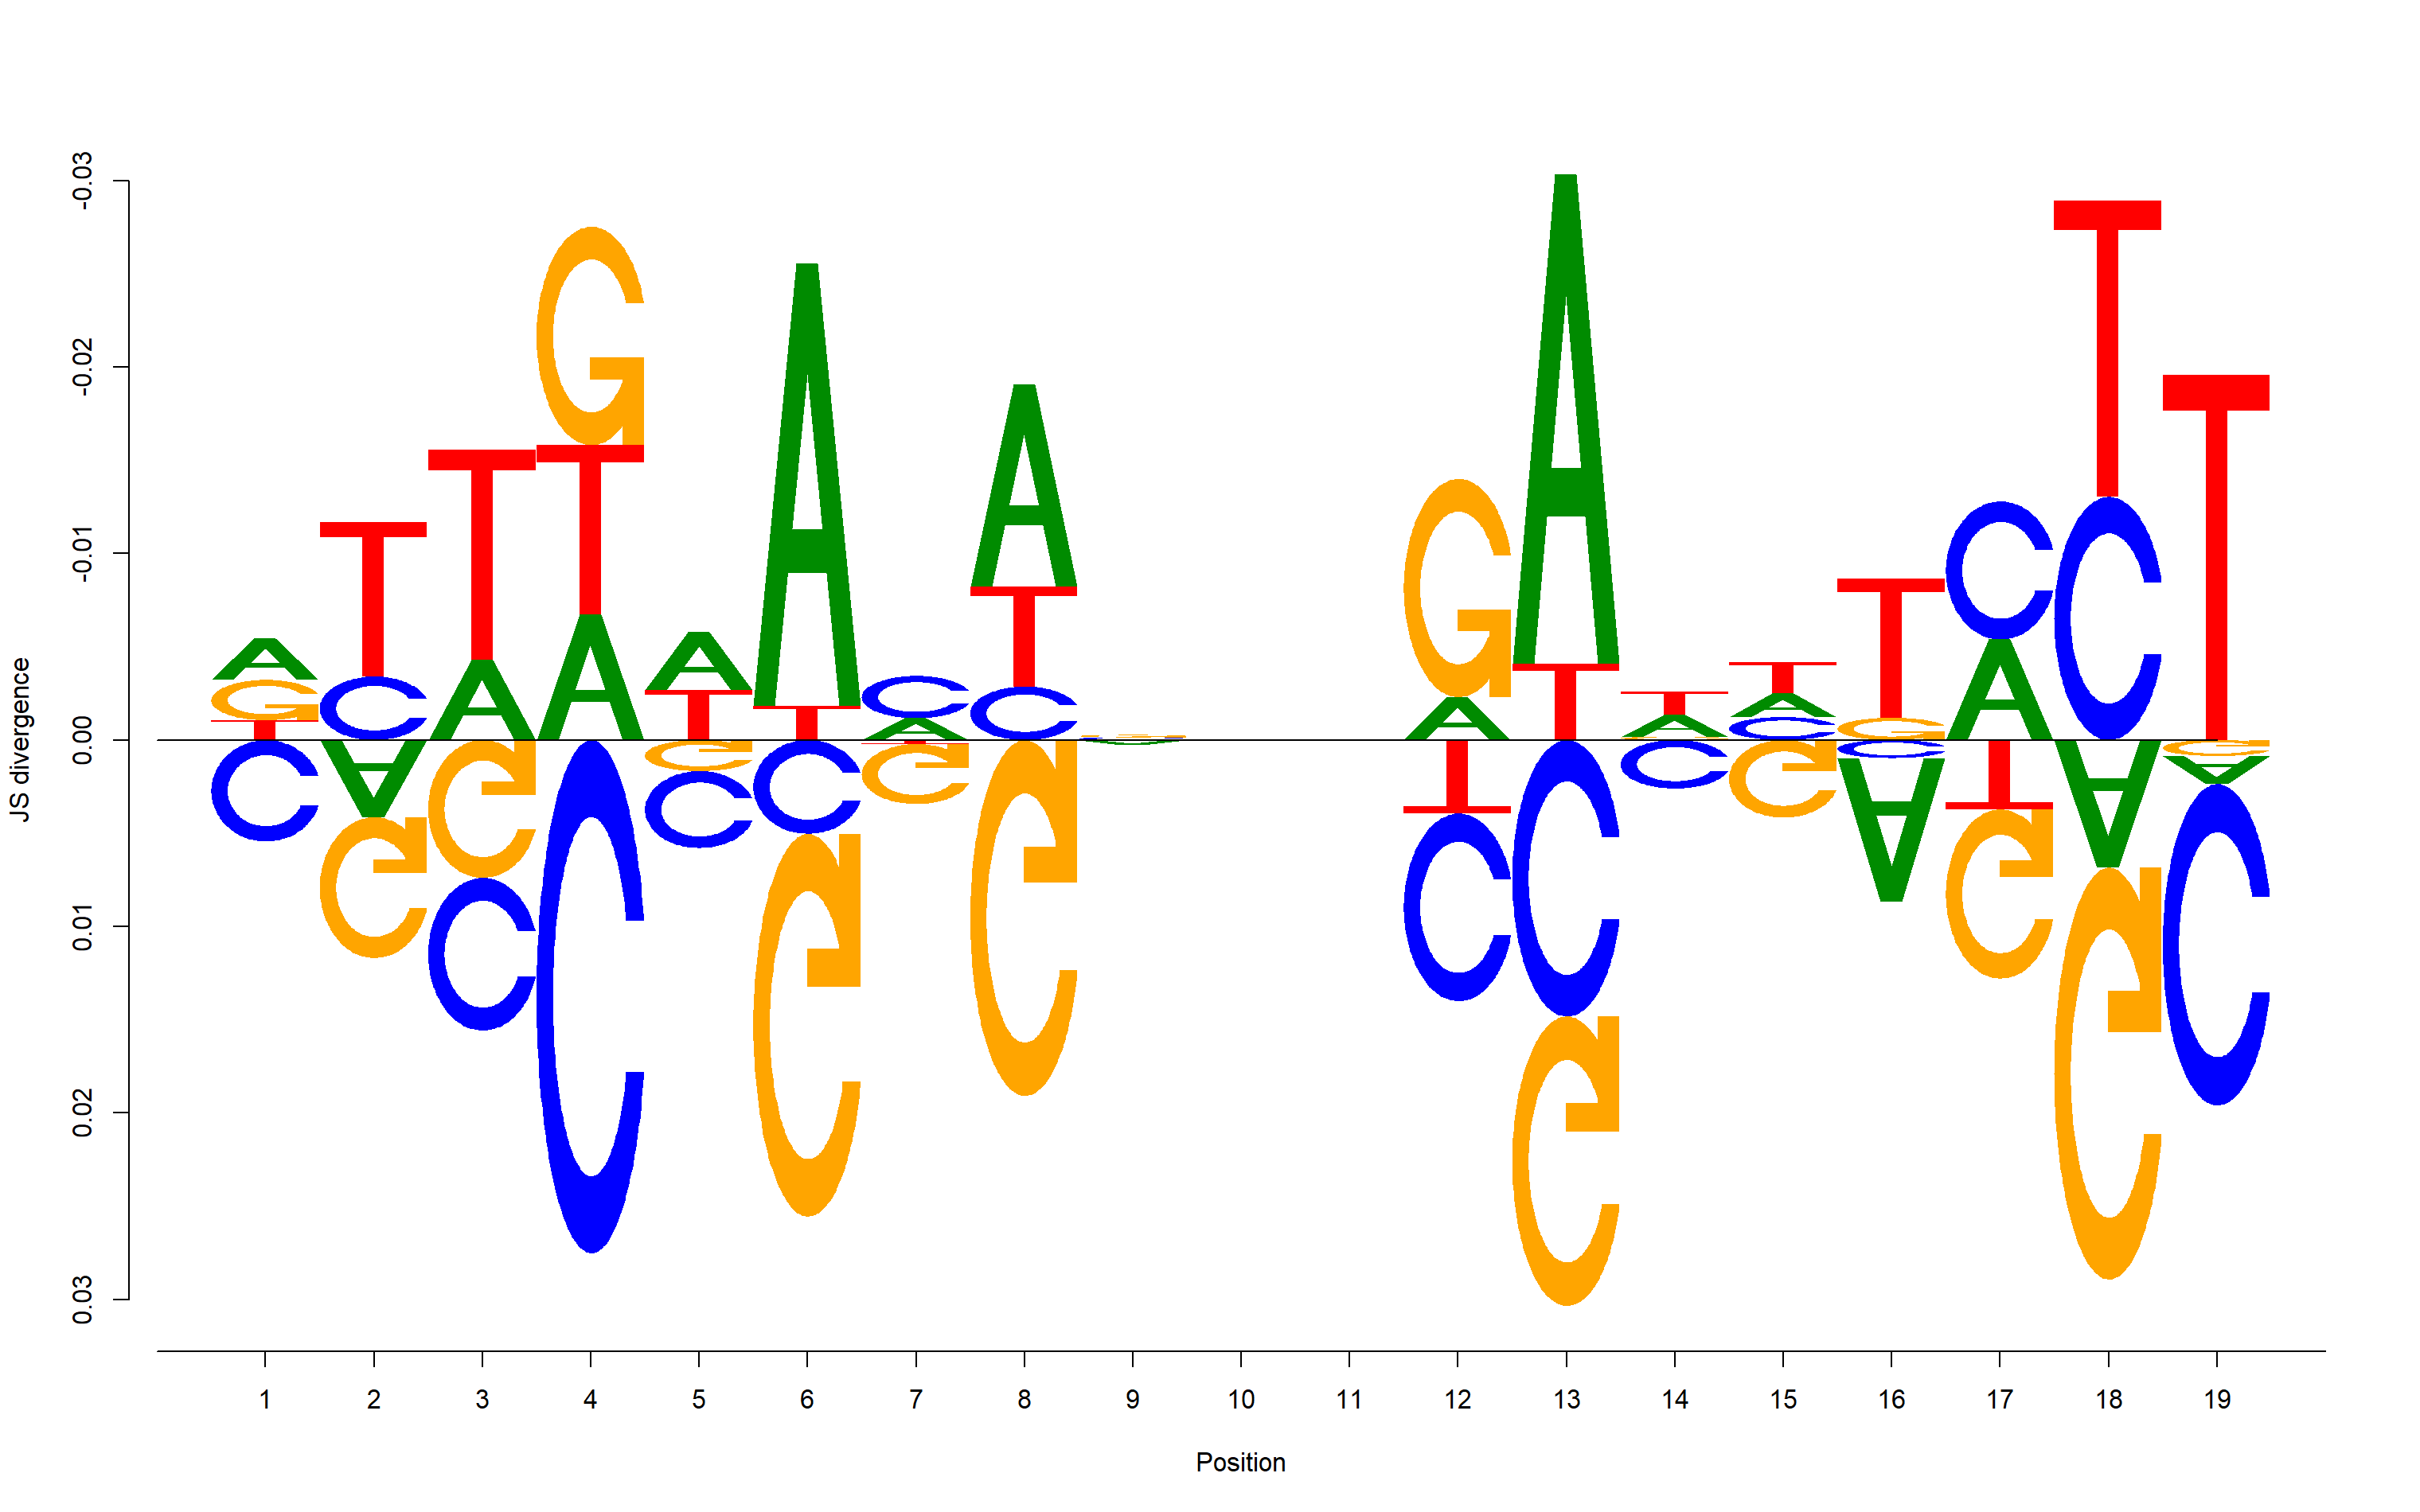 -0.03
-0.02
-0.01
0.00
0.01
0.02
0.03
JS divergence
A T T G A A C A G G A T T T C T T
G C A T T T A T A T A A T A C
T A C C C
C A G A G C T G C T C C G G C T A G
G C C C C G C G A G A
G C
1 2 3 4 5 6 7 8 9 10 11 12 13 14 15 16 17 18 19
Position